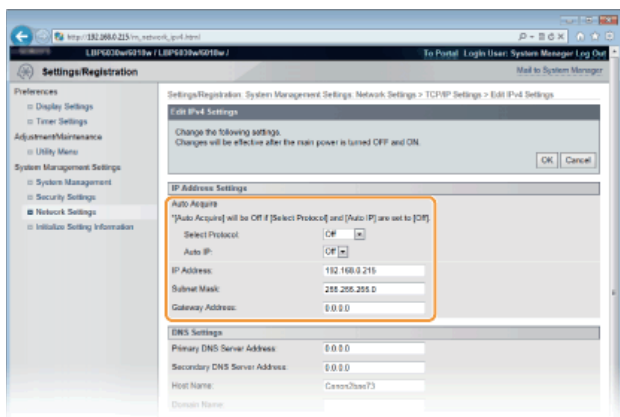 http://192.168.0.215/m_network_ipv4.html
LBP6030w/6018w / LBP6030w/6018w /
To Portal Login User: System Manager Log Out
Settings/Registration
Mail to System Manager
Preferences
Display Settings
Timer Settings
Adjustment/Maintenance
Utility Menu
System Management Settings
System Management
Security Settings
Network Settings
Initialize Setting Information
Settings/Registration: System Management Settings: Network Settings > TCP/IP Settings > Edit IPv4 Settings
Edit IPv4 Settings
Change the following settings.
Changes will be effective after the main power is turned OFF and ON.
OK Cancel
IP Address Settings
Auto Acquire
*[Auto Acquire] will be Off if [Select Protocol] and [Auto IP] are set to [Off].
Select Protocol: Off
Auto IP: Off
IP Address: 192.168.0.215
Subnet Mask: 255.255.255.0
Gateway Address: 0.0.0.0
DNS Settings
Primary DNS Server Address: 0.0.0.0
Secondary DNS Server Address: 0.0.0.0
Host Name: Canon2bae73
Domain Name: